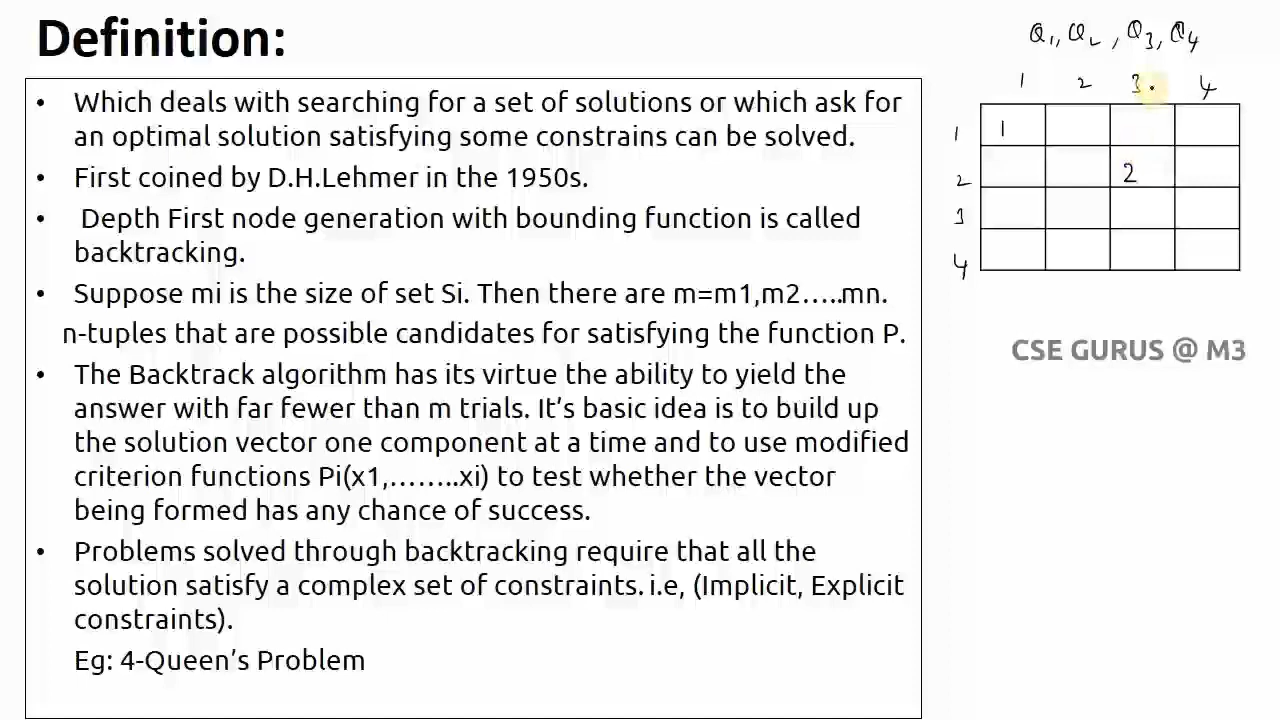 Definition:
• Which deals with searching for a set of solutions or which ask for
an optimal solution satisfying some constrains can be solved.
• First coined by D.H.Lehmer in the 1950s.
• Depth First node generation with bounding function is called
backtracking.
• Suppose mi is the size of set Si. Then there are m=m1,m2…..mn.
n-tuples that are possible candidates for satisfying the function P.
• The Backtrack algorithm has its virtue the ability to yield the
answer with far fewer than m trials. It’s basic idea is to build up
the solution vector one component at a time and to use modified
criterion functions Pi(x1,……..xi) to test whether the vector
being formed has any chance of success.
• Problems solved through backtracking require that all the
solution satisfy a complex set of constraints. i.e, (Implicit, Explicit
constraints).
Eg: 4-Queen’s Problem
Q1, Q2, Q3, Q4
1 2 3 4
1 1
2 2
3
4
CSE GURUS @ M3